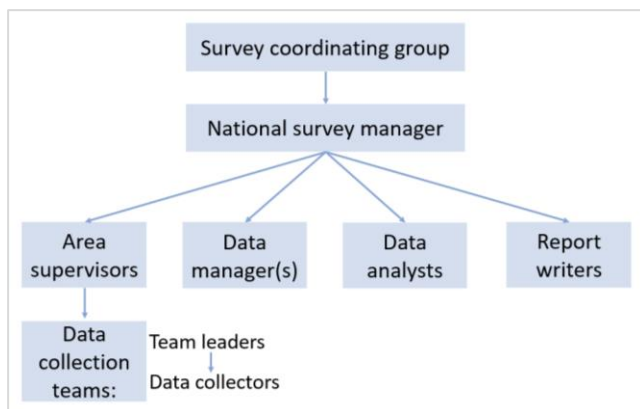 Survey coordinating group
National survey manager
Area
supervisors
Data
manager(s)
Data
analysts
Report
writers
Data
collection
teams:
Team leaders
Data collectors